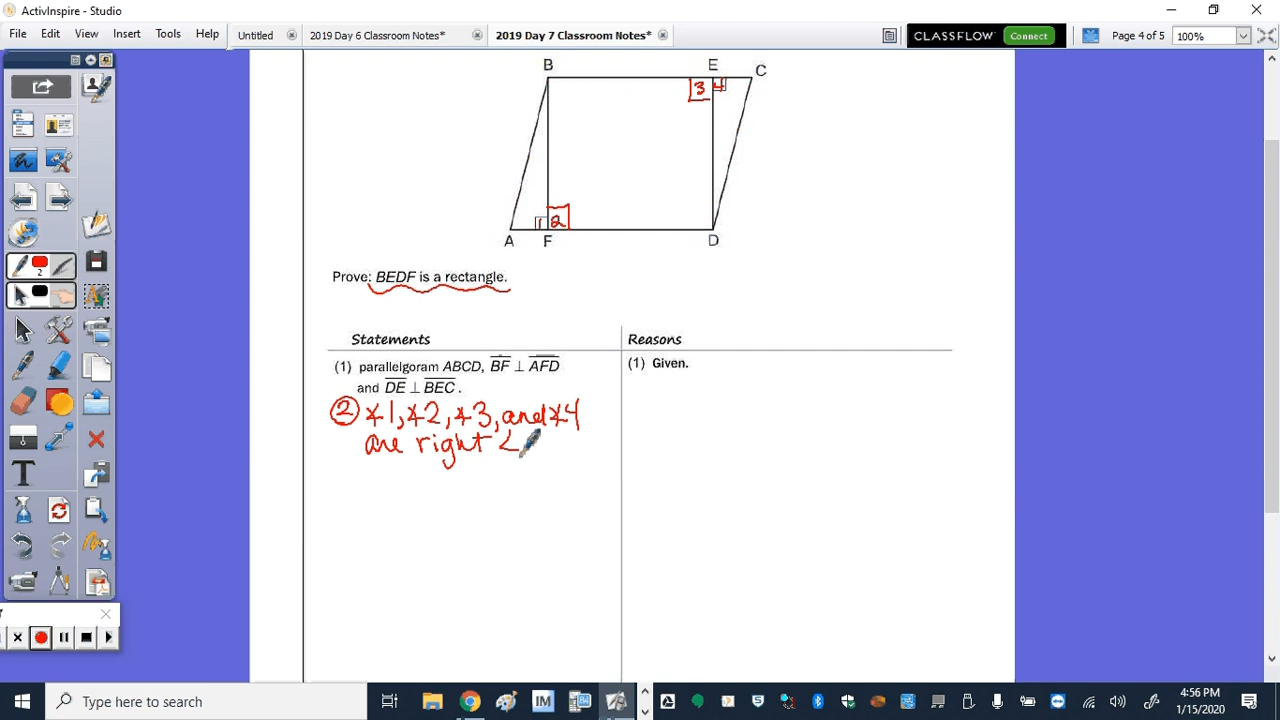 ActivInspire - Studio
File Edit View Insert Tools Help Untitled 2019 Day 6 Classroom Notes* 2019 Day 7 Classroom Notes* CLASSFLOW Connect Page 4 of 5 100%
B E C
3 4
1 2
A F D
Prove: BEDF is a rectangle.
Statements Reasons
(1) parallelgoram ABCD, BF ⊥ AFD (1) Given.
and DE ⊥ BEC.
② ∡1, ∡2, ∡3, and ∡4
are right <
2
T
Type here to search
IM
5
4:56 PM
1/15/2020